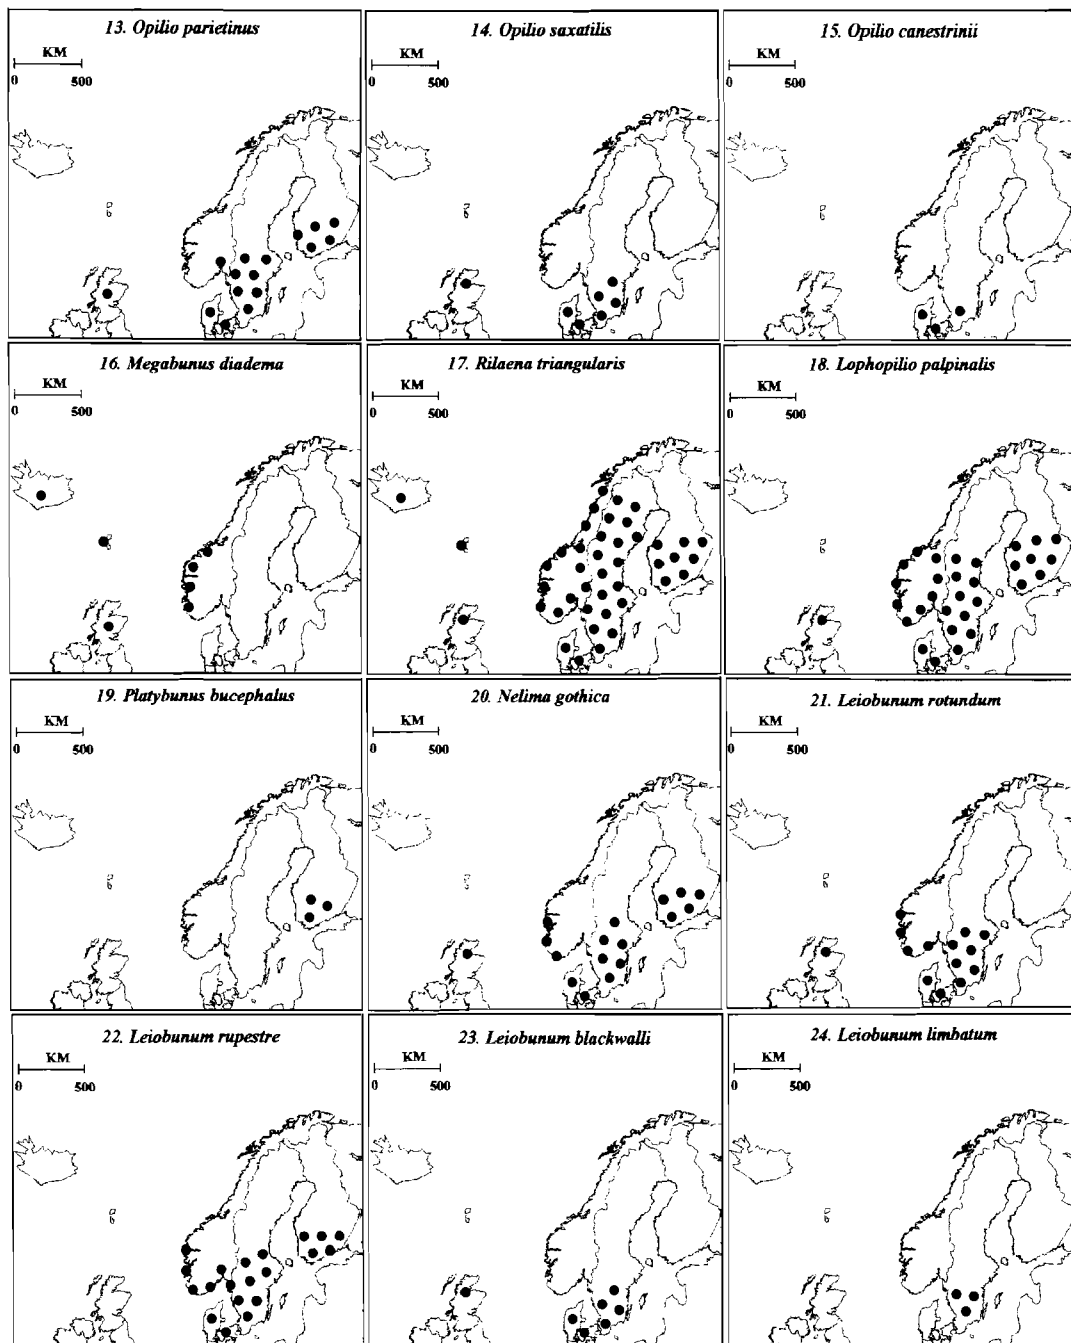 13. Opilio parietinus
KM
0 500
14. Opilio saxatilis
KM
0 500
15. Opilio canestrinii
KM
0 500
16. Megabunus diadema
KM
0 500
17. Rilaena triangularis
KM
0 500
18. Lophopilio palpinalis
KM
0 500
19. Platybunus bucephalus
KM
0 500
20. Nelima gothica
KM
0 500
21. Leiobunum rotundum
KM
0 500
22. Leiobunum rupestre
KM
0 500
23. Leiobunum blackwalli
KM
0 500
24. Leiobunum limbatum
KM
0 500